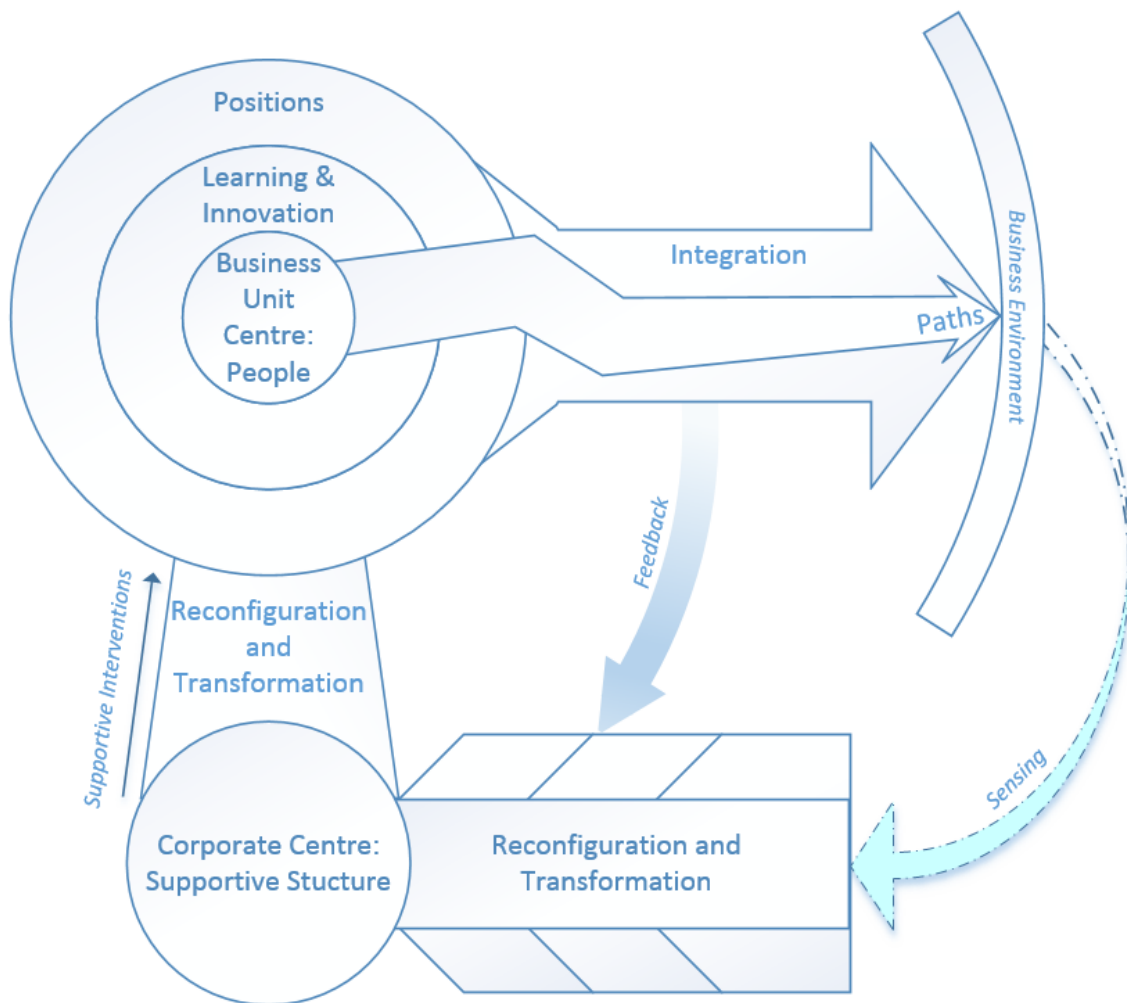 Positions
Learning &
Innovation
Business
Unit
Centre:
People
Integration
Paths
Business Environment
Feedback
Supportive Interventions
Reconfiguration
and
Transformation
Sensing
Corporate Centre:
Supportive Stucture
Reconfiguration and
Transformation